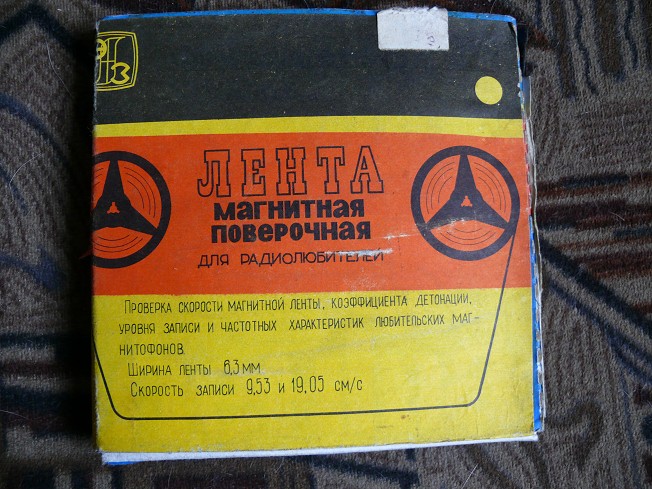 ЛЕНТА
МАГНИТНАЯ
ПОВЕРОЧНАЯ
ДЛЯ РАДИОЛЮБИТЕЛЕЙ
ПРОВЕРКА СКОРОСТИ МАГНИТНОЙ ЛЕНТЫ, КОЭФФИЦИЕНТА ДЕТОНАЦИИ,
УРОВНЯ ЗАПИСИ И ЧАСТОТНЫХ ХАРАКТЕРИСТИК ЛЮБИТЕЛЬСКИХ МАГ-
НИТОФОНОВ.
ШИРИНА ЛЕНТЫ 6,3 ММ.
СКОРОСТЬ ЗАПИСИ 9,53 И 19,05 СМ/С